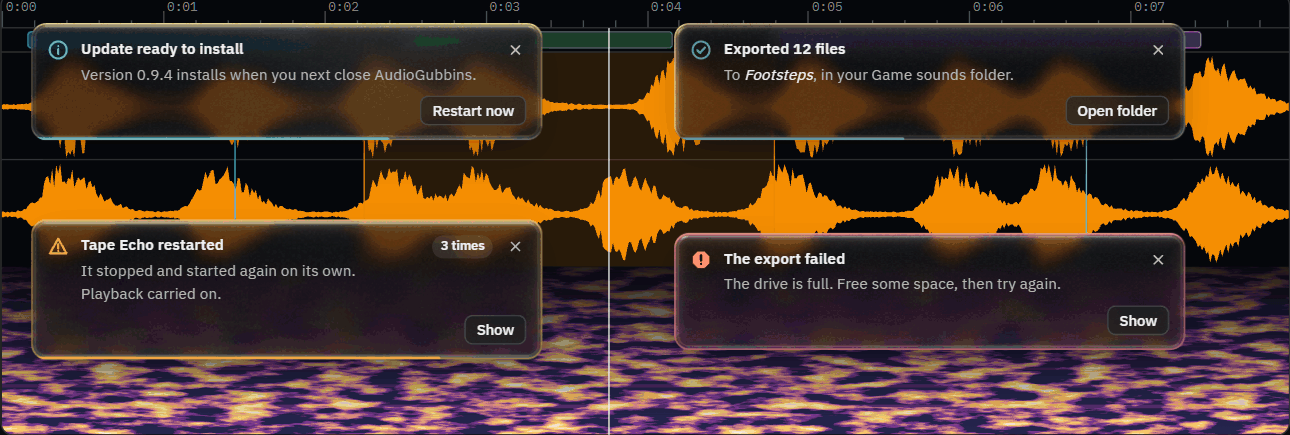 0:00 0:01 0:02 0:03 0:04 0:05 0:06 0:07
Update ready to install
Version 0.9.4 installs when you next close AudioGubbins.
Restart now
Exported 12 files
To Footsteps, in your Game sounds folder.
Open folder
Tape Echo restarted 3 times
It stopped and started again on its own.
Playback carried on.
Show
The export failed
The drive is full. Free some space, then try again.
Show